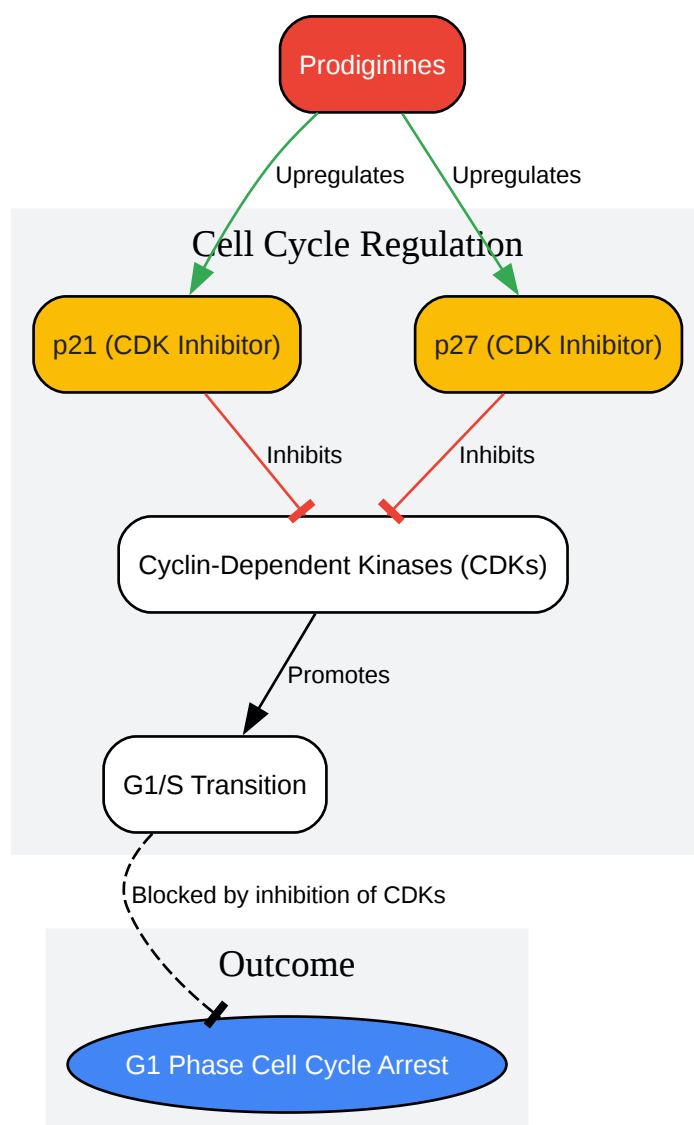 Prodiginines
Upregulates
Upregulates
Cell Cycle Regulation
p21 (CDK Inhibitor)
p27 (CDK Inhibitor)
Inhibits
Inhibits
Cyclin-Dependent Kinases (CDKs)
Promotes
G1/S Transition
Blocked by inhibition of CDKs
Outcome
G1 Phase Cell Cycle Arrest